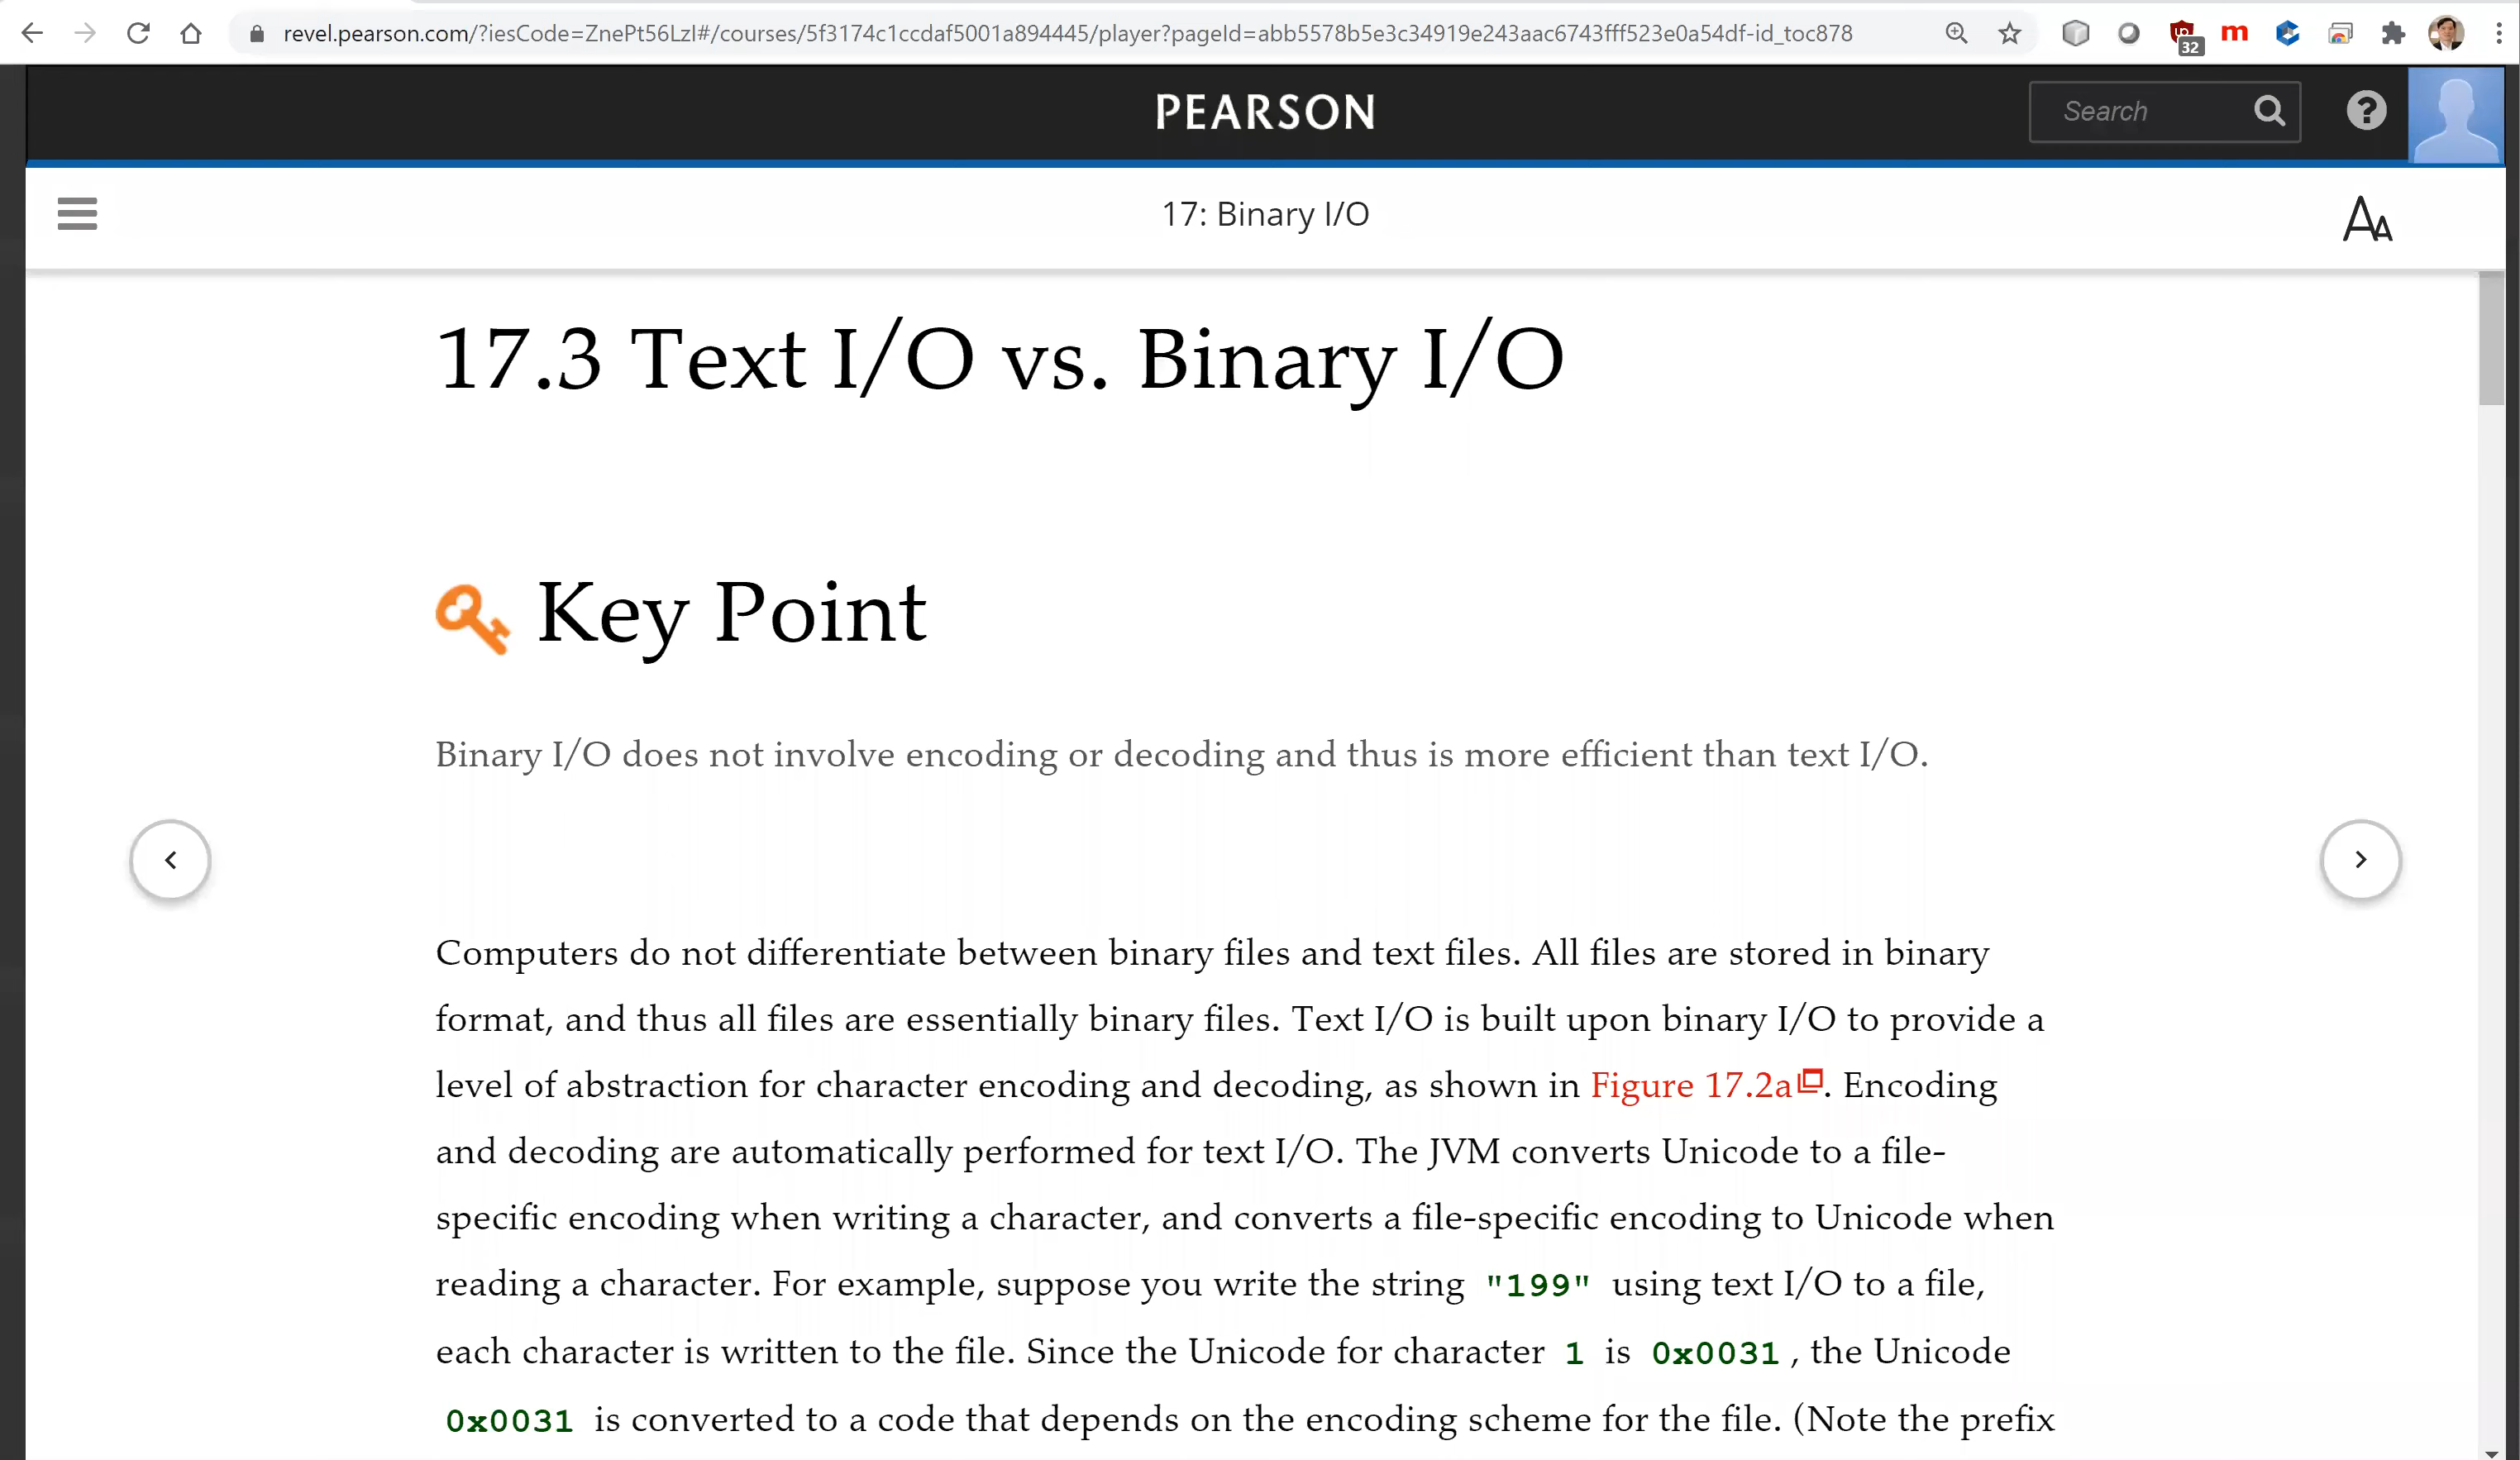 revel.pearson.com/?iesCode=ZnePt56LzI#/courses/5f3174c1ccdaf5001a894445/player?pageId=abb5578b5e3c34919e243aac6743fff523e0a54df-id_toc878
32
m
PEARSON
Search
?
17: Binary I/O
AA
17.3 Text I/O vs. Binary I/O
Key Point
Binary I/O does not involve encoding or decoding and thus is more efficient than text I/O.
Computers do not differentiate between binary files and text files. All files are stored in binary
format, and thus all files are essentially binary files. Text I/O is built upon binary I/O to provide a
level of abstraction for character encoding and decoding, as shown in Figure 17.2a. Encoding
and decoding are automatically performed for text I/O. The JVM converts Unicode to a file-
specific encoding when writing a character, and converts a file-specific encoding to Unicode when
reading a character. For example, suppose you write the string "199" using text I/O to a file,
each character is written to the file. Since the Unicode for character 1 is 0x0031, the Unicode
0x0031 is converted to a code that depends on the encoding scheme for the file. (Note the prefix